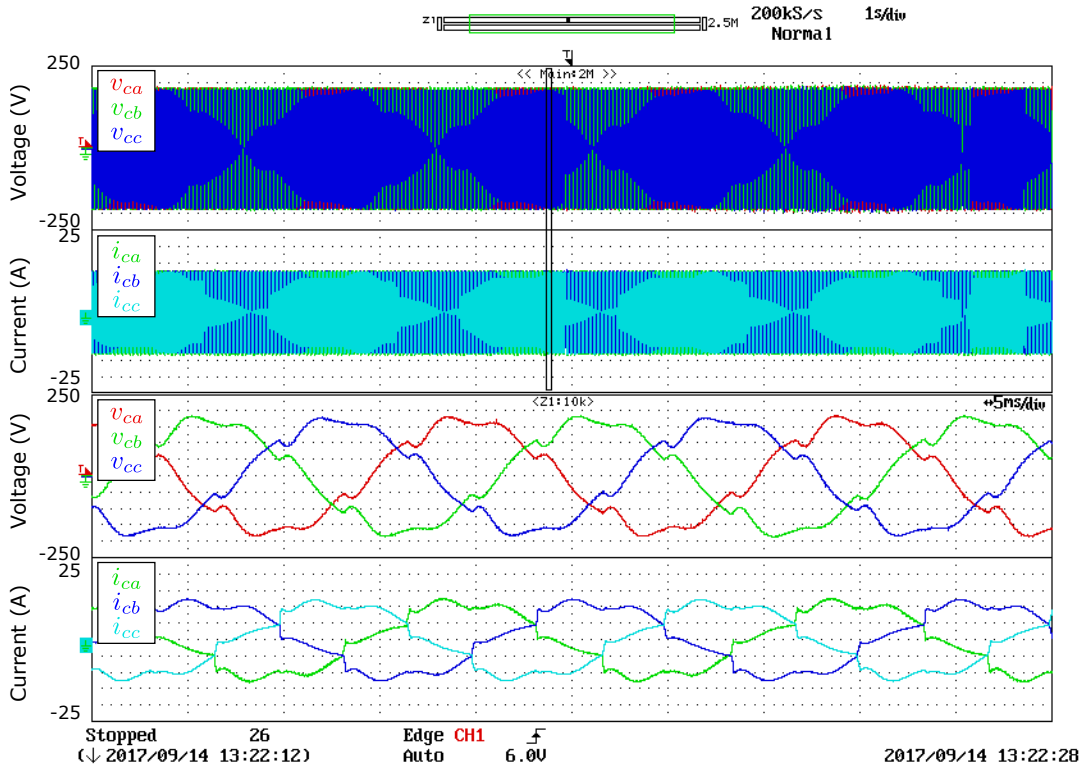 200kS/s 1s/div
Z1 2.5M
Normal
T
<< Main:2M >>
250
Voltage (V)
-250
v_ca
v_cb
v_cc
T
25
Current (A)
-25
i_ca
i_cb
i_cc
<Z1:10k>
↔5ms/div
250
Voltage (V)
-250
v_ca
v_cb
v_cc
T
25
Current (A)
-25
i_ca
i_cb
i_cc
Stopped 26 Edge CH1
(↓ 2017/09/14 13:22:12) Auto 6.0V 2017/09/14 13:22:28